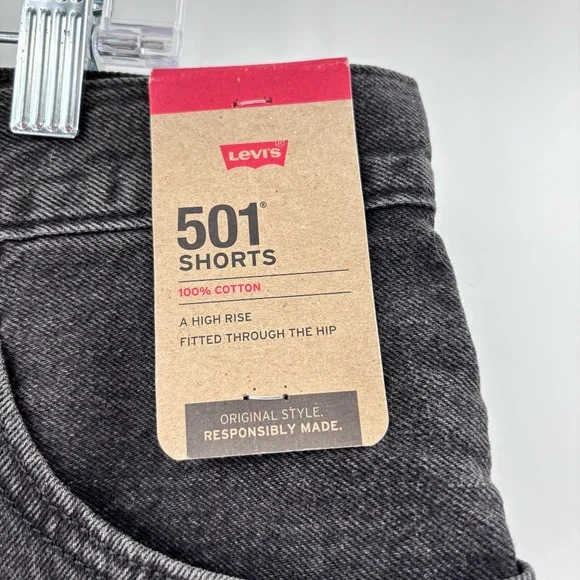 Levi's®
501®
SHORTS
100% COTTON
A HIGH RISE
FITTED THROUGH THE HIP
ORIGINAL STYLE.
RESPONSIBLY MADE.